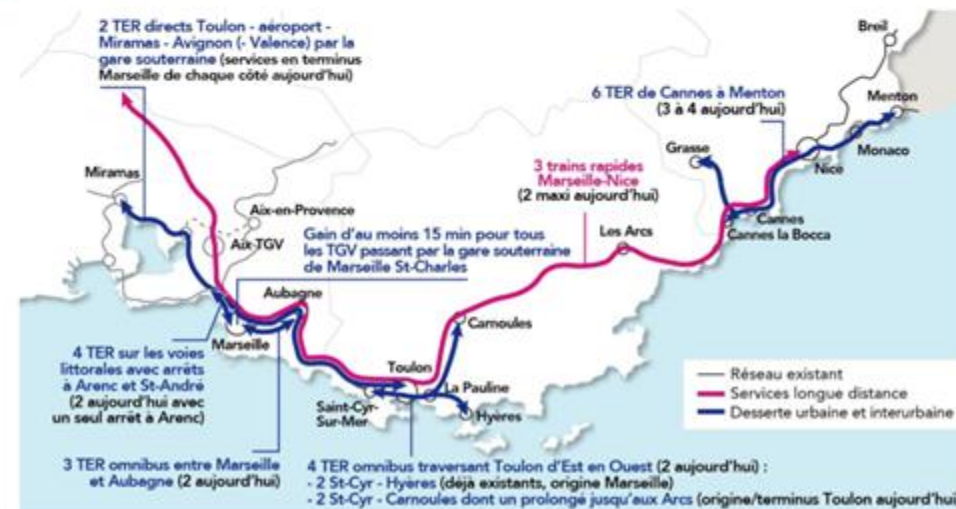 2 TER directs Toulon - aéroport -
Miramas - Avignon (- Valence) par la
gare souterraine (services en terminus
Marseille de chaque côté aujourd'hui)
Breil
6 TER de Cannes à Menton
(3 à 4 aujourd'hui)
Menton
Monaco
Nice
Grasse
Miramas
3 trains rapides
Marseille-Nice
(2 maxi aujourd'hui)
Aix-en-Provence
Aix-TGV
Cannes
Cannes la Bocca
Les Arcs
Gain d'au moins 15 min pour tous
les TGV passant par la gare souterraine
de Marseille St-Charles
Aubagne
Carnoules
Marseille
4 TER sur les voies
littorales avec arrêts
à Arenc et St-André
(2 aujourd'hui avec
un seul arrêt à Arenc)
Toulon
La Pauline
Saint-Cyr-
Sur-Mer
Hyères
Réseau existant
Services longue distance
Desserte urbaine et interurbaine
3 TER omnibus entre Marseille
et Aubagne (2 aujourd'hui)
4 TER omnibus traversant Toulon d'Est en Ouest (2 aujourd'hui) :
- 2 St-Cyr - Hyères (déjà existants, origine Marseille)
- 2 St-Cyr - Carnoules dont un prolongé jusqu'aux Arcs (origine/terminus Toulon aujourd'hui